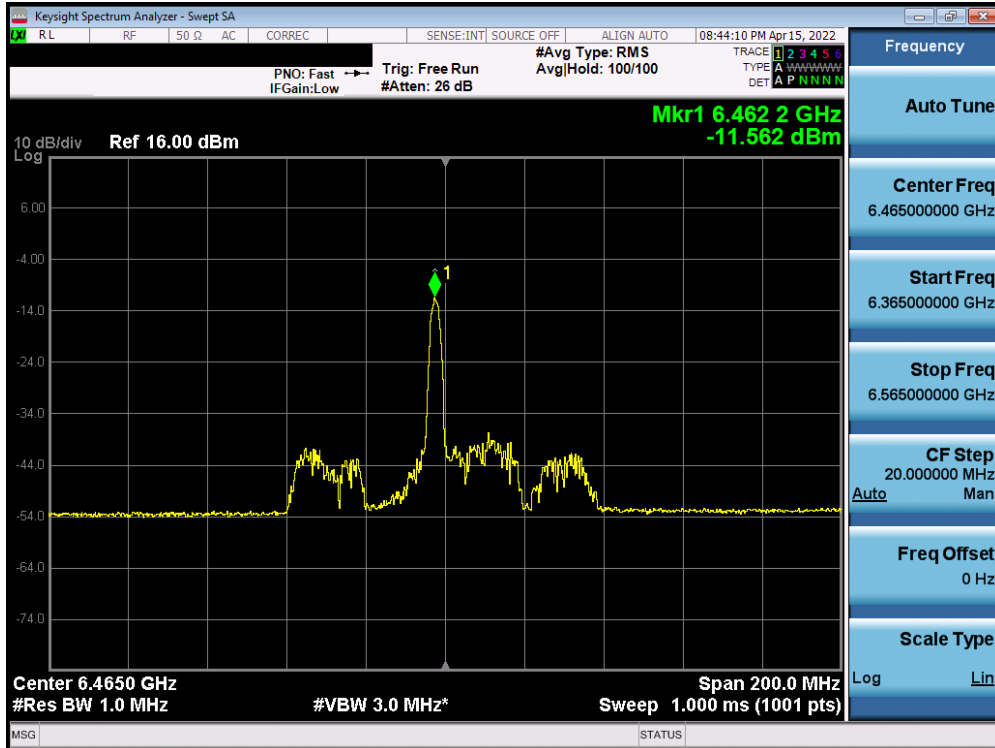 Keysight Spectrum Analyzer - Swept SA
LXI RL RF 50 Ω AC CORREC SENSE:INT SOURCE OFF ALIGN AUTO 08:44:10 PM Apr 15, 2022
#Avg Type: RMS TRACE 1 2 3 4 5 6
PNO: Fast Trig: Free Run Avg|Hold: 100/100 TYPE A WWWWW
IFGain:Low #Atten: 26 dB DET A P N N N N
Mkr1 6.462 2 GHz
-11.562 dBm
10 dB/div Ref 16.00 dBm
Log
6.00
-4.00
1
-14.0
-24.0
-34.0
-44.0
-54.0
-64.0
-74.0
Center 6.4650 GHz Span 200.0 MHz
#Res BW 1.0 MHz #VBW 3.0 MHz* Sweep 1.000 ms (1001 pts)
MSG STATUS
Frequency
Auto Tune
Center Freq
6.465000000 GHz
Start Freq
6.365000000 GHz
Stop Freq
6.565000000 GHz
CF Step
20.000000 MHz
Auto Man
Freq Offset
0 Hz
Scale Type
Log Lin